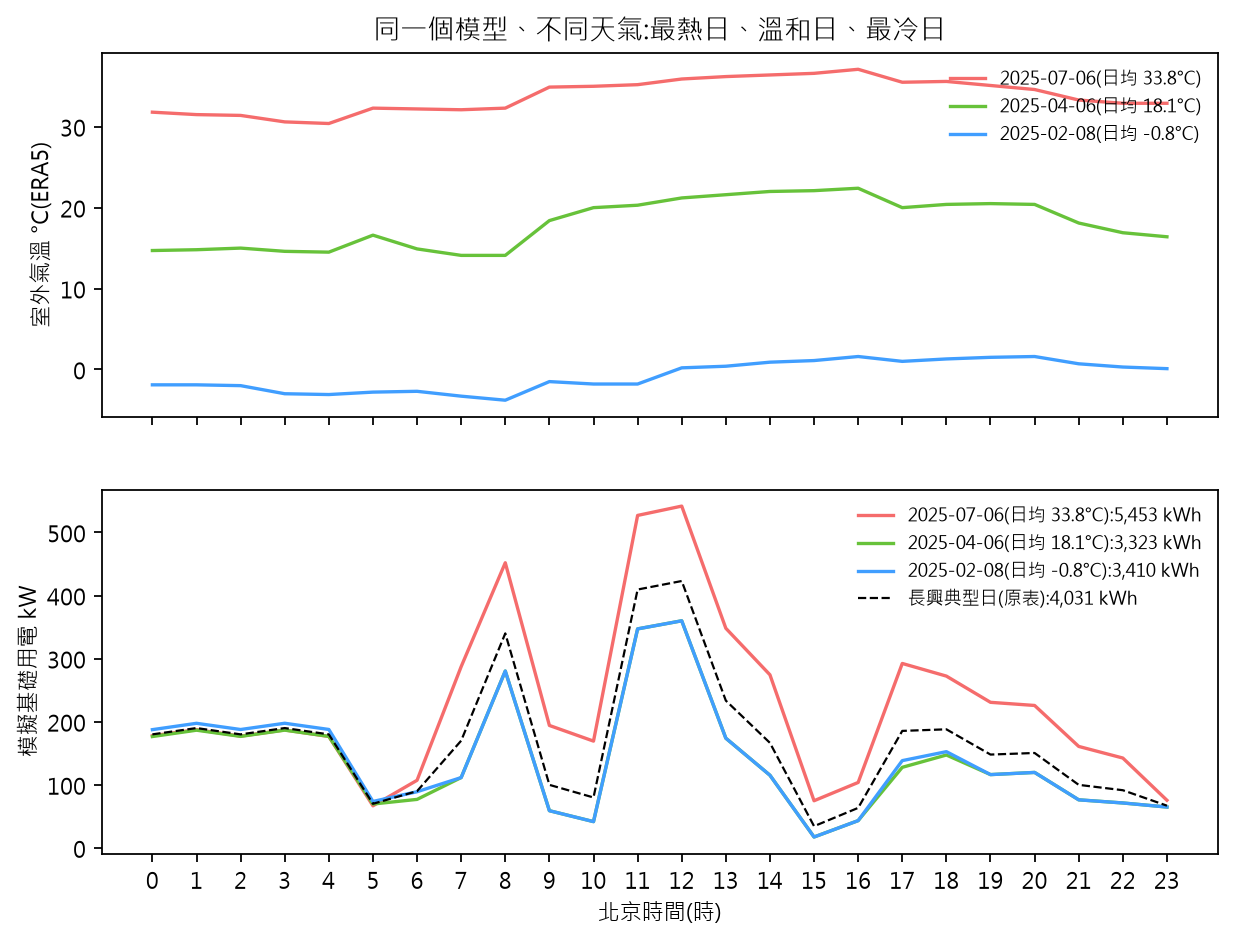 同一個模型、不同天氣:最熱日、溫和日、最冷日
室外氣溫 °C(ERA5)
30
20
10
0
2025-07-06(日均 33.8°C)
2025-04-06(日均 18.1°C)
2025-02-08(日均 -0.8°C)
模擬基礎用電 kW
500
400
300
200
100
0
2025-07-06(日均 33.8°C):5,453 kWh
2025-04-06(日均 18.1°C):3,323 kWh
2025-02-08(日均 -0.8°C):3,410 kWh
長興典型日(原表):4,031 kWh
0 1 2 3 4 5 6 7 8 9 10 11 12 13 14 15 16 17 18 19 20 21 22 23
北京時間(時)